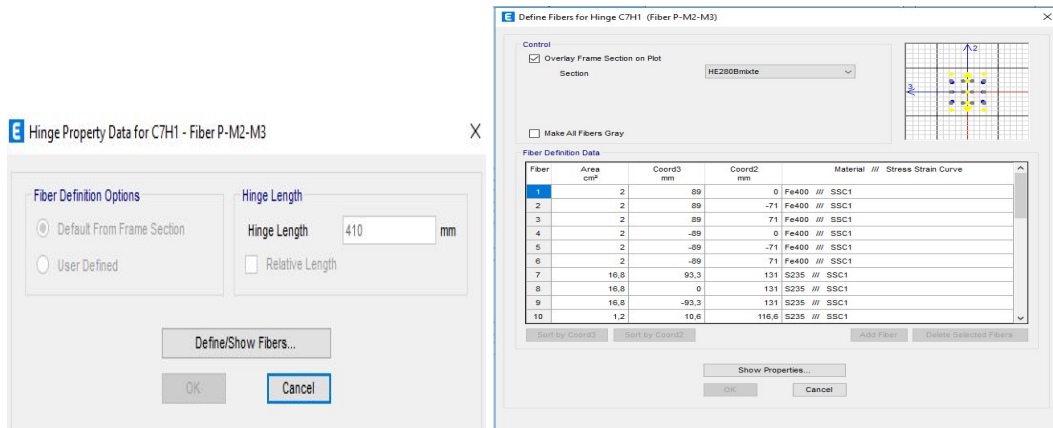 E Hinge Property Data for C7H1 - Fiber P-M2-M3 X
Fiber Definition Options
Default From Frame Section
User Defined
Hinge Length
Hinge Length 410 mm
Relative Length
Define/Show Fibers...
OK Cancel
E Define Fibers for Hinge C7H1 (Fiber P-M2-M3) X
Control
Overlay Frame Section on Plot
Section HE280Bmixte
Make All Fibers Gray
2
3
Fiber Definition Data
Fiber Area Coord3 Coord2 Material /// Stress Strain Curve
cm² mm mm
1 2 89 0 Fe400 /// SSC1
2 2 89 -71 Fe400 /// SSC1
3 2 89 71 Fe400 /// SSC1
4 2 -89 0 Fe400 /// SSC1
5 2 -89 -71 Fe400 /// SSC1
6 2 -89 71 Fe400 /// SSC1
7 16,8 93,3 131 S235 /// SSC1
8 16,8 0 131 S235 /// SSC1
9 16,8 -93,3 131 S235 /// SSC1
10 1,2 10,6 116,6 S235 /// SSC1
Sort by Coord3 Sort by Coord2 Add Fiber Delete Selected Fibers
Show Properties...
OK Cancel